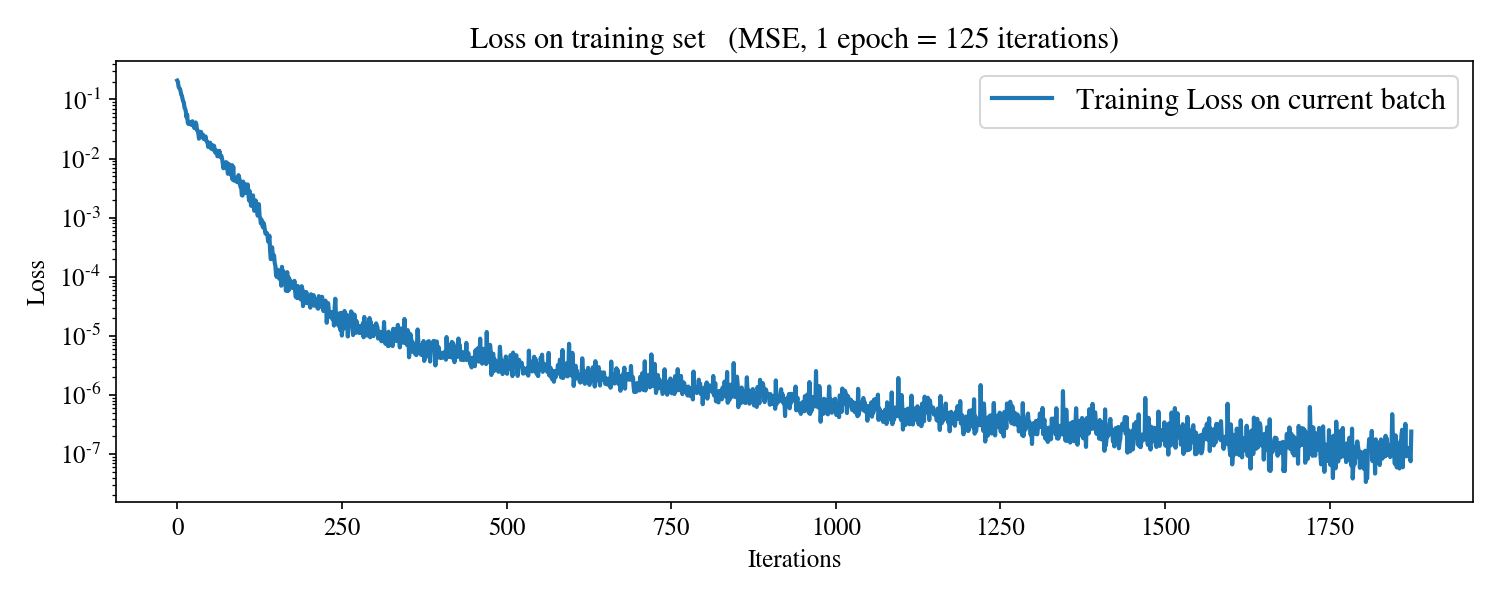 Loss on training set (MSE, 1 epoch = 125 iterations)
Training Loss on current batch
10⁻¹
10⁻²
10⁻³
10⁻⁴
10⁻⁵
10⁻⁶
10⁻⁷
Loss
0 250 500 750 1000 1250 1500 1750
Iterations